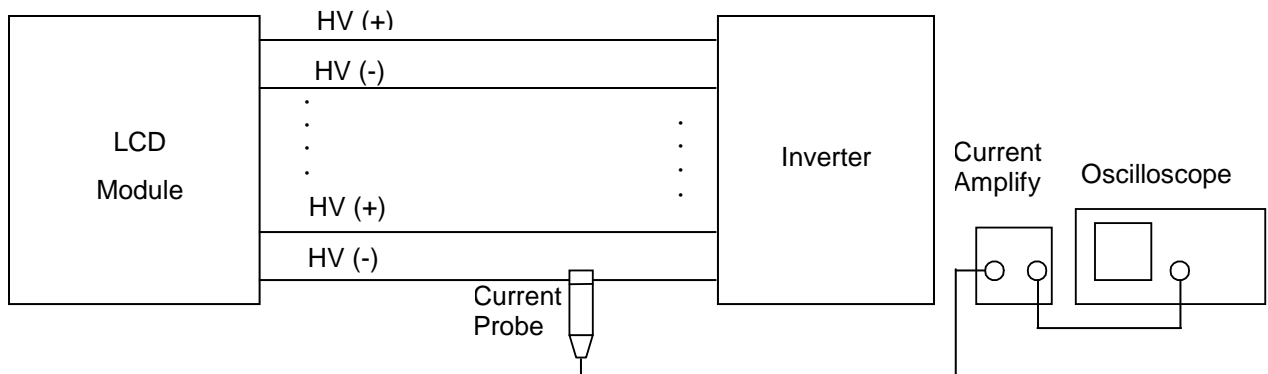 HV (+)
HV (-)
LCD
Module
Inverter
HV (+)
HV (-)
Current
Probe
Current
Amplify
Oscilloscope